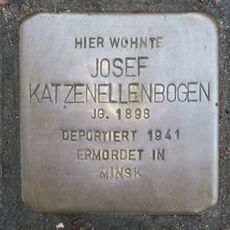 HIER WOHNTE
JOSEF
KATZENELLENBOGEN
JG. 1898
DEPORTIERT 1941
ERMORDET IN
MINSK